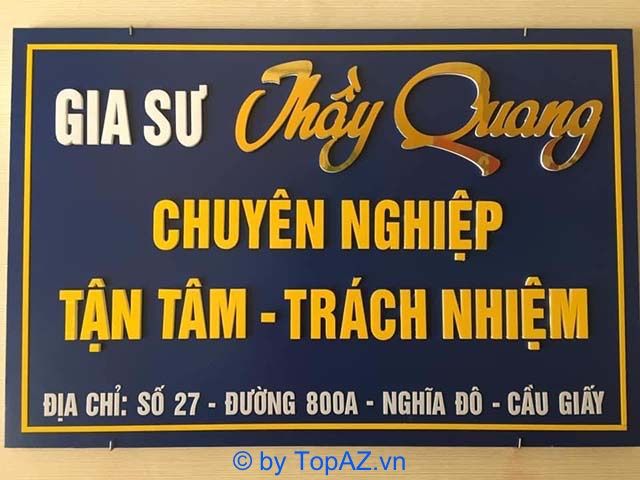 GIA SƯ Thầy Quang
CHUYÊN NGHIỆP
TẬN TÂM - TRÁCH NHIỆM
ĐỊA CHỈ: SỐ 27 - ĐƯỜNG 800A - NGHĨA ĐÔ - CẦU GIẤY
© by TopAZ.vn